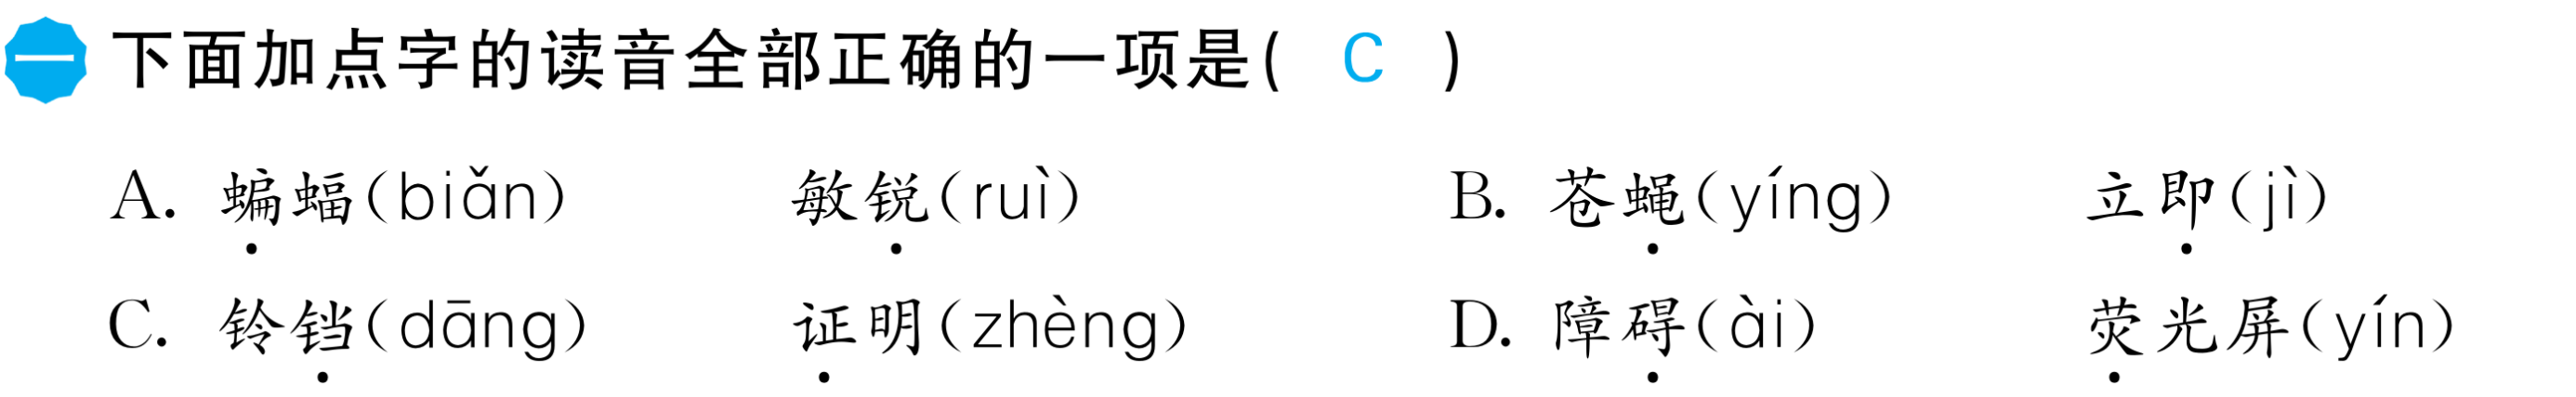 一 下面加点字的读音全部正确的一项是( C )
A. 蝙蝠(biǎn) 敏锐(ruì) B. 苍蝇(yíng) 立即(jì)
C. 铃铛(dāng) 证明(zhèng) D. 障碍(ài) 荧光屏(yín)